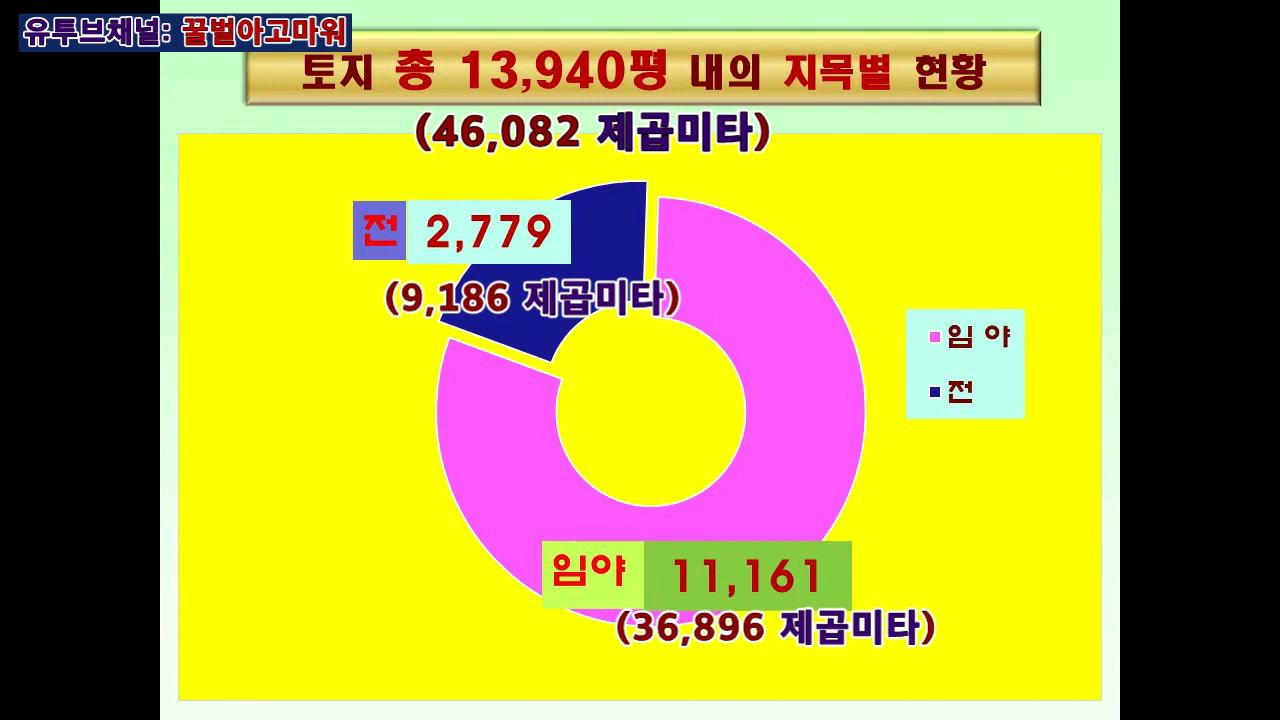 유투브채널: 꿀벌아고마워
토지 총 13,940평 내의 지목별 현황
(46,082 제곱미타)
전 2,779
(9,186 제곱미타)
임 야
전
임야 11,161
(36,896 제곱미타)